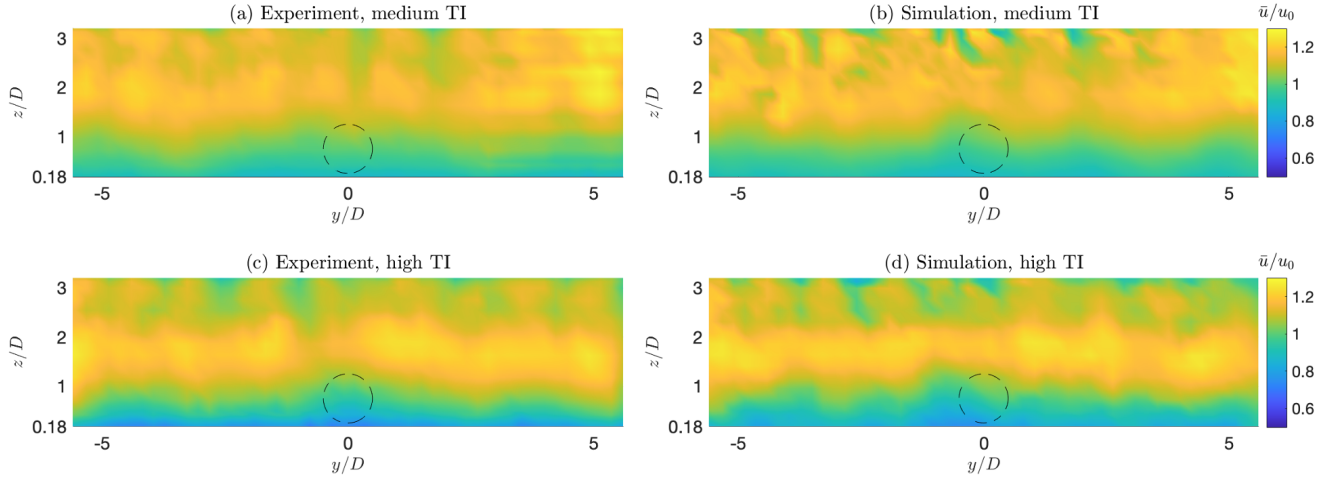 (a) Experiment, medium TI
(b) Simulation, medium TI
ū/u₀
3
2
1
0.18
z/D
-5
0
5
y/D
3
2
1
0.18
z/D
-5
0
5
y/D
1.2
1
0.8
0.6
(c) Experiment, high TI
(d) Simulation, high TI
ū/u₀
3
2
1
0.18
z/D
-5
0
5
y/D
3
2
1
0.18
z/D
-5
0
5
y/D
1.2
1
0.8
0.6